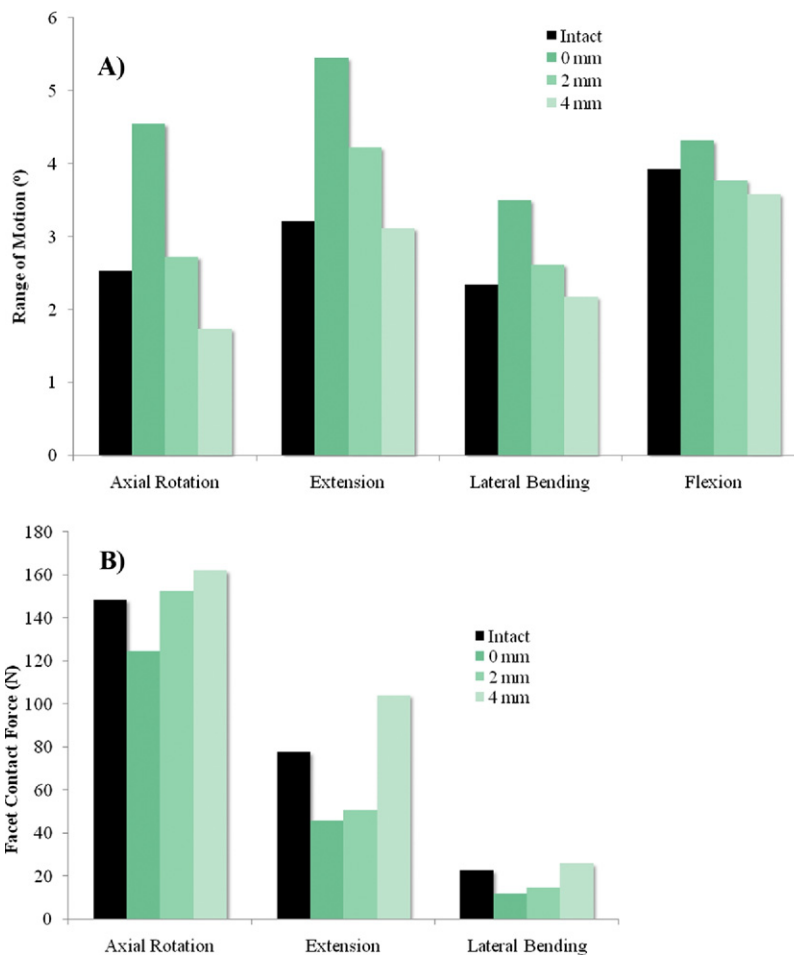 6
A)
Intact
0 mm
2 mm
4 mm
5
4
3
2
1
0
Range of Motion (º)
Axial Rotation Extension Lateral Bending Flexion
180
B)
160
140
120
100
80
60
40
20
0
Facet Contact Force (N)
Intact
0 mm
2 mm
4 mm
Axial Rotation Extension Lateral Bending